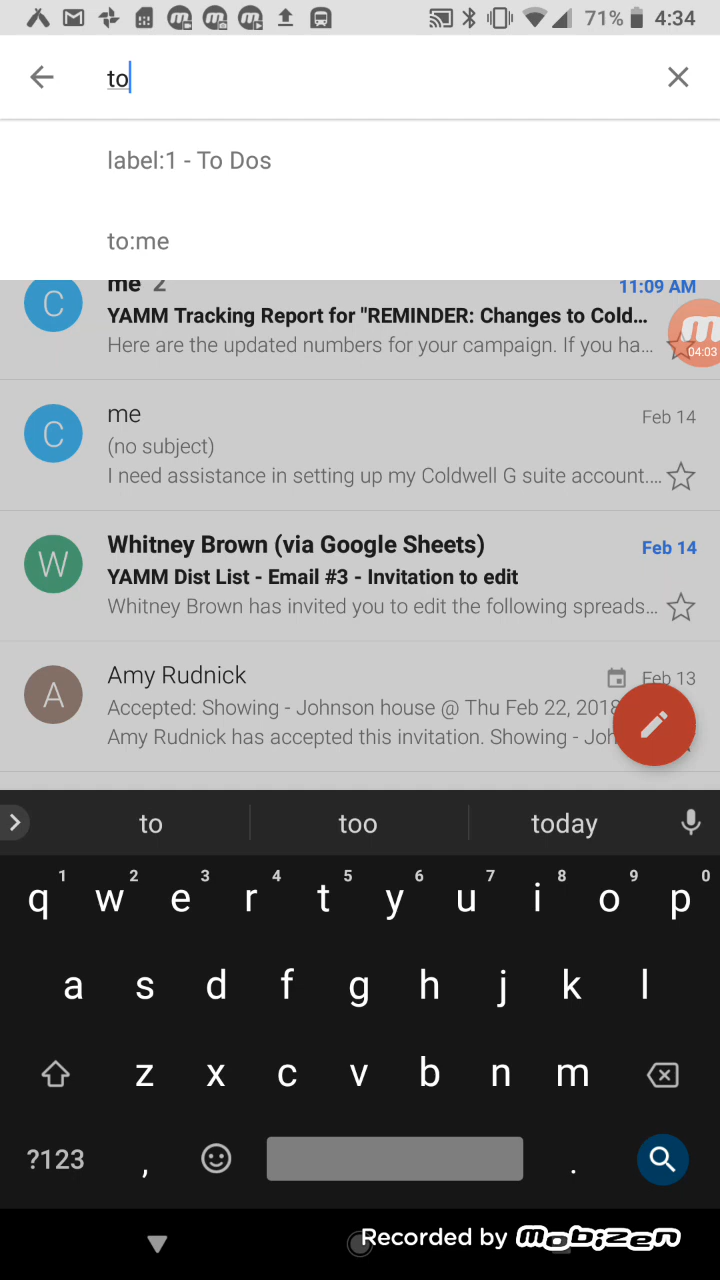 71% 4:34
to
label:1 - To Dos
to:me
me 2
11:09 AM
C
YAMM Tracking Report for "REMINDER: Changes to Cold...
Here are the updated numbers for your campaign. If you ha...
04:03
me
Feb 14
C
(no subject)
I need assistance in setting up my Coldwell G suite account....
Whitney Brown (via Google Sheets)
Feb 14
W
YAMM Dist List - Email #3 - Invitation to edit
Whitney Brown has invited you to edit the following spreads...
Amy Rudnick
Feb 13
A
Accepted: Showing - Johnson house @ Thu Feb 22, 2018
Amy Rudnick has accepted this invitation. Showing - Joh
to too today
1 2 3 4 5 6 7 8 9 0
q w e r t y u i o p
a s d f g h j k l
z x c v b n m
?123 , .
Recorded by mobizen